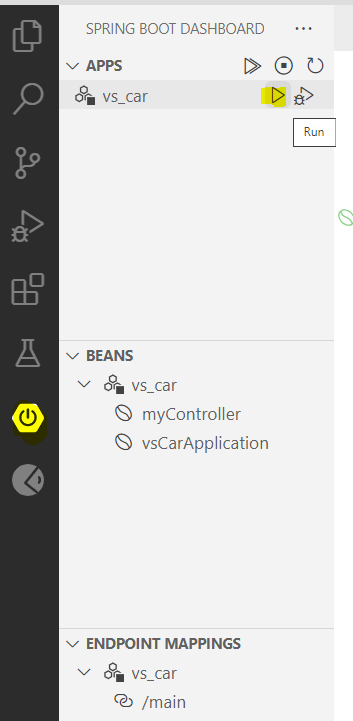 SPRING BOOT DASHBOARD
APPS
vs_car
Run
BEANS
vs_car
myController
vsCarApplication
ENDPOINT MAPPINGS
vs_car
/main